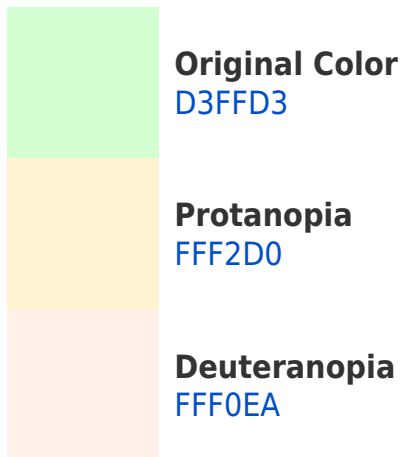 Original Color
D3FFD3
Protanopia
FFF2D0
Deuteranopia
FFF0EA